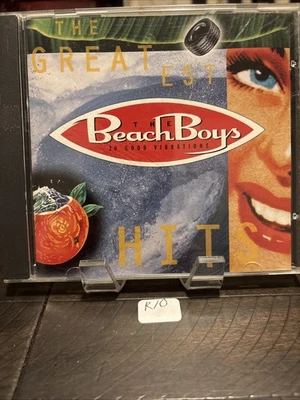 THE
GREAT
EST
THE
Beach Boys
20 GOOD VIBRATIONS
HITS
R10